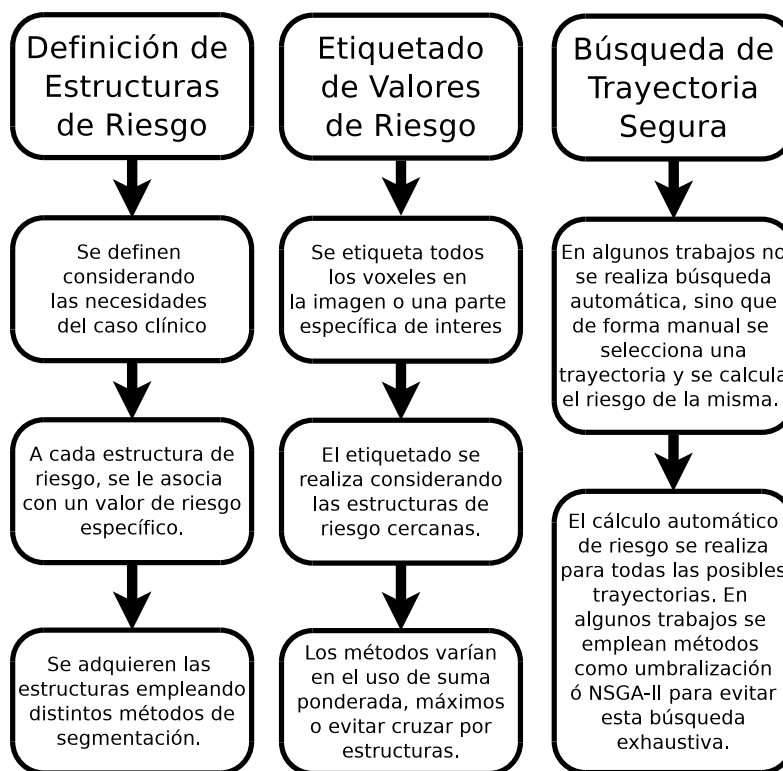 Definición de
Estructuras
de Riesgo
Se definen
considerando
las necesidades
del caso clínico
A cada estructura de
riesgo, se le asocia
con un valor de riesgo
específico.
Se adquieren las
estructuras empleando
distintos métodos de
segmentación.
Etiquetado
de Valores
de Riesgo
Se etiqueta todos
los voxeles en
la imagen o una parte
específica de interes
El etiquetado se
realiza considerando
las estructuras de
riesgo cercanas.
Los métodos varían
en el uso de suma
ponderada, máximos
o evitar cruzar por
estructuras.
Búsqueda de
Trayectoria
Segura
En algunos trabajos no
se realiza búsqueda
automática, sino que
de forma manual se
selecciona una
trayectoria y se calcula
el riesgo de la misma.
El cálculo automático
de riesgo se realiza
para todas las posibles
trayectorias. En
algunos trabajos se
emplean métodos
como umbralización
ó NSGA-II para evitar
esta búsqueda
exhaustiva.